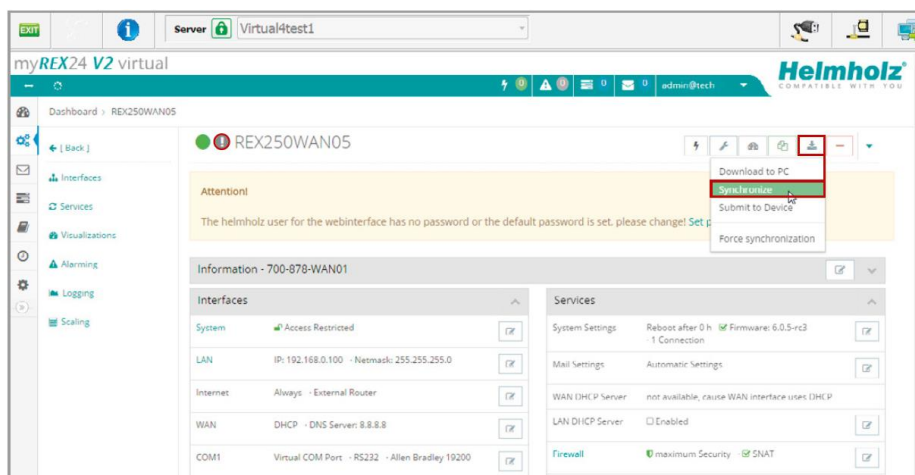 EXIT Server Virtual4test1
myREX24 V2 virtual
Helmholz®
COMPATIBLE WITH YOU
0 0 0 0 admin@tech
Dashboard > REX250WAN05
[ Back ]
REX250WAN05
Interfaces
Services
Visualizations
Alarming
Logging
Scaling
Download to PC
Synchronize
Submit to Device
Force synchronization
Attention!
The helmholz user for the webinterface has no password or the default password is set, please change! Set p
Information - 700-878-WAN01
Interfaces
System Access Restricted
LAN IP: 192.168.0.100 · Netmask: 255.255.255.0
Internet Always · External Router
WAN DHCP · DNS Server: 8.8.8.8
COM1 Virtual COM Port · RS232 · Allen Bradley 19200
Services
System Settings Reboot after 0 h Firmware: 6.0.5-rc3
· 1 Connection
Mail Settings Automatic Settings
WAN DHCP Server not available, cause WAN interface uses DHCP
LAN DHCP Server Enabled
Firewall maximum Security · SNAT